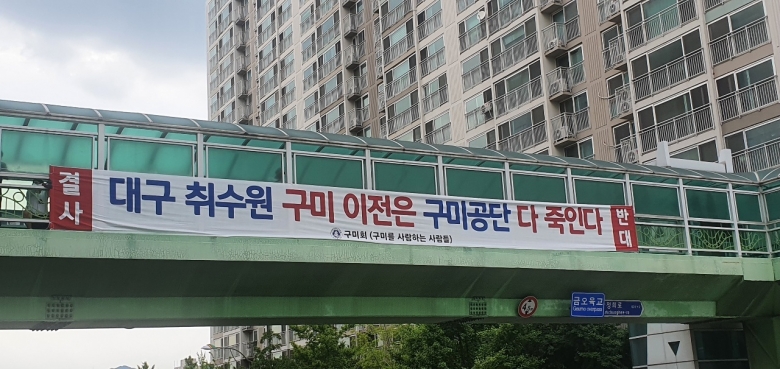 결사
대구 취수원 구미 이전은 구미공단 다 죽인다
반대
구미회 (구미를 사랑하는 사람들)
금오육교